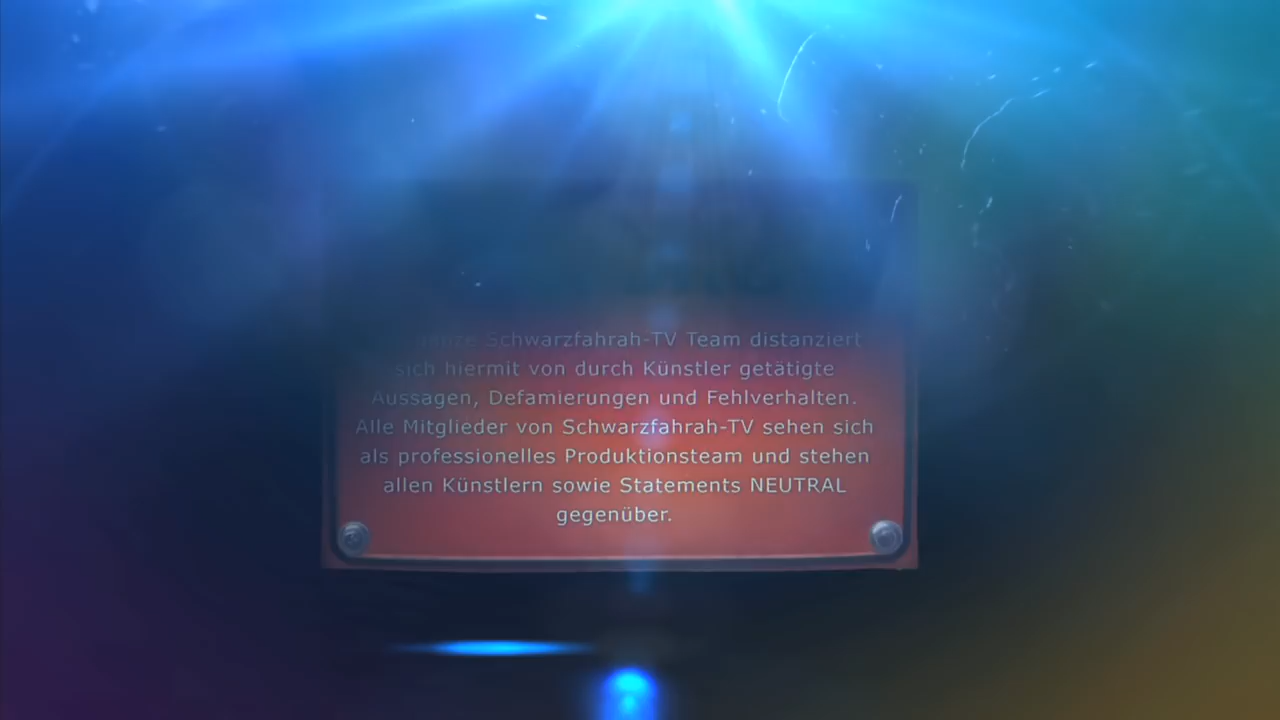 Schwarzfahrah-TV Team distanziert
sich hiermit von durch Künstler getätigte
Aussagen, Defamierungen und Fehlverhalten.
Alle Mitglieder von Schwarzfahrah-TV sehen sich
als professionelles Produktionsteam und stehen
allen Künstlern sowie Statements NEUTRAL
gegenüber.